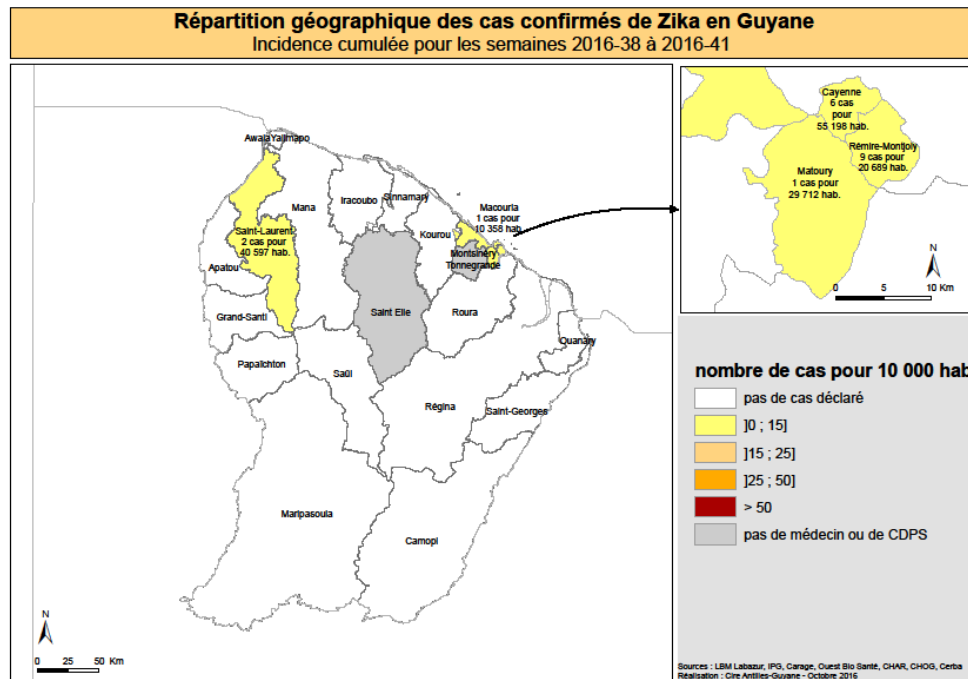 Répartition géographique des cas confirmés de Zika en Guyane
Incidence cumulée pour les semaines 2016-38 à 2016-41
AwalaYalimapo
Mana
Iracoubo
Sinnamary
Macouria
1 cas pour
10 358 hab.
Kourou
Saint-Laurent
2 cas pour
40 597 hab.
Montsinéry
Tonnegrande
Apatou
Grand-Santi
Saint Elie
Roura
Ouanary
Papaïchton
Saül
Régina
Saint-Georges
Maripasoula
Camopi
N
0 25 50 Km
Cayenne
6 cas
pour
55 198 hab.
Rémire-Montjoly
9 cas pour
20 689 hab.
Matoury
1 cas pour
29 712 hab.
N
0 5 10 Km
nombre de cas pour 10 000 hab
pas de cas déclaré
]0 ; 15]
]15 ; 25]
]25 ; 50]
> 50
pas de médecin ou de CDPS
Sources : LBM Labazur, IPG, Carage, Ouest Bio Santé, CHAR, CHOG, Cerba
Réalisation : Cire Antilles-Guyane - Octobre 2016